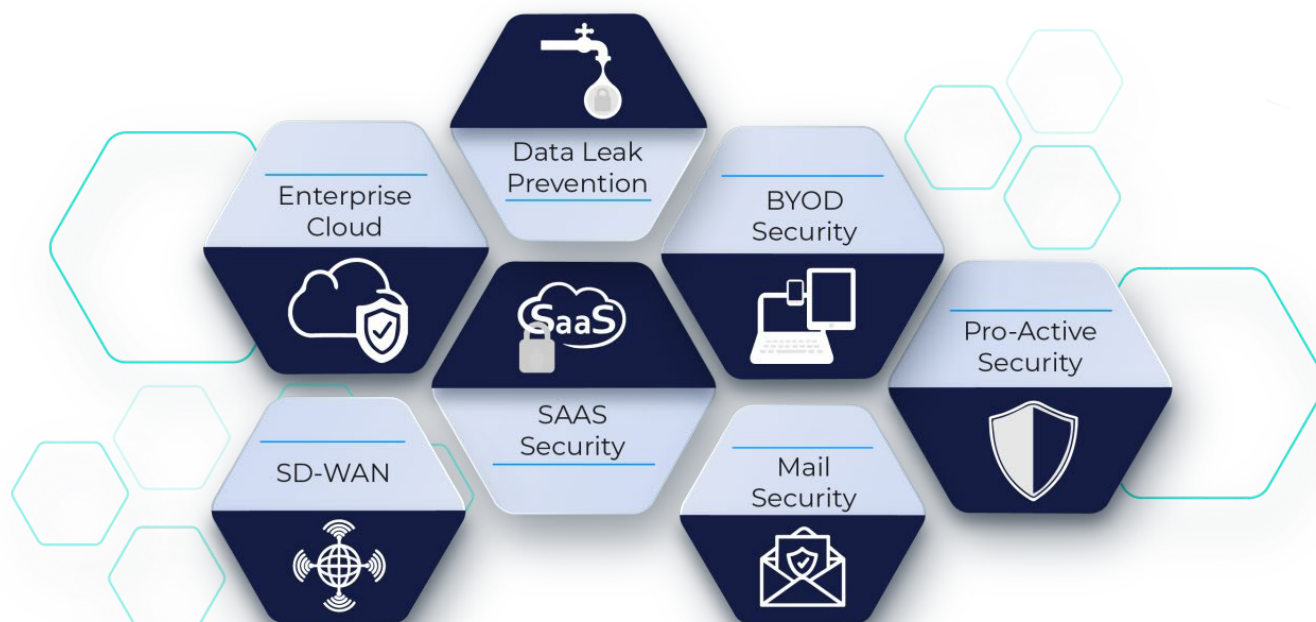 Data Leak
Prevention
Enterprise
Cloud
BYOD
Security
SaaS
Pro-Active
Security
SAAS
Security
SD-WAN
Mail
Security